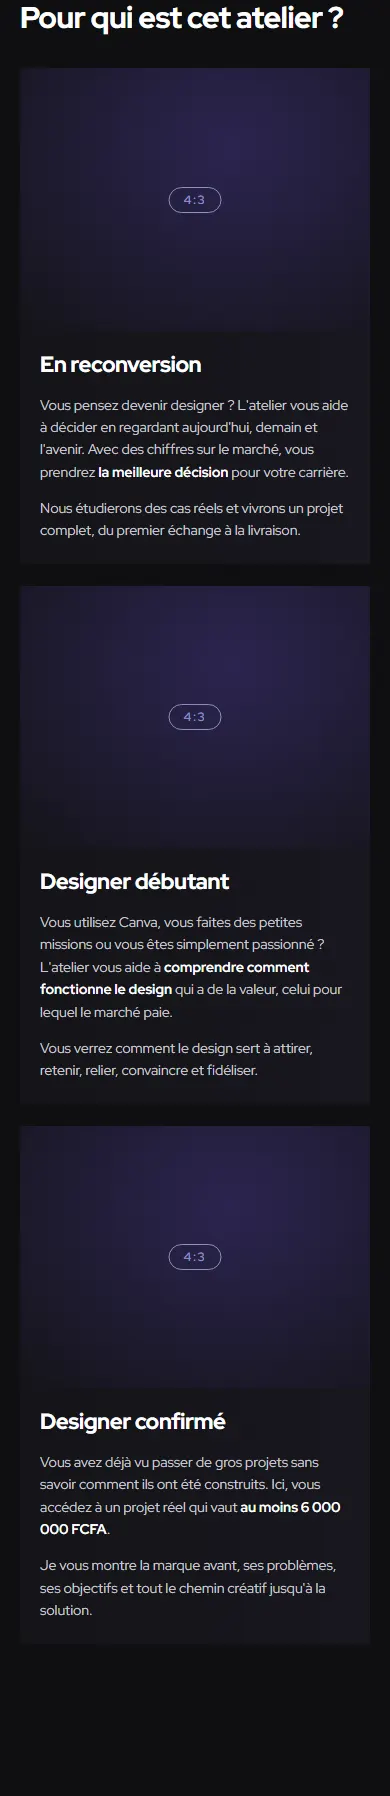 Pour qui est cet atelier ?
4:3
En reconversion
Vous pensez devenir designer ? L'atelier vous aide
à décider en regardant aujourd'hui, demain et
l'avenir. Avec des chiffres sur le marché, vous
prendrez la meilleure décision pour votre carrière.
Nous étudierons des cas réels et vivrons un projet
complet, du premier échange à la livraison.
4:3
Designer débutant
Vous utilisez Canva, vous faites des petites
missions ou vous êtes simplement passionné ?
L'atelier vous aide à comprendre comment
fonctionne le design qui a de la valeur, celui pour
lequel le marché paie.
Vous verrez comment le design sert à attirer,
retenir, relier, convaincre et fidéliser.
4:3
Designer confirmé
Vous avez déjà vu passer de gros projets sans
savoir comment ils ont été construits. Ici, vous
accédez à un projet réel qui vaut au moins 6 000
000 FCFA.
Je vous montre la marque avant, ses problèmes,
ses objectifs et tout le chemin créatif jusqu'à la
solution.